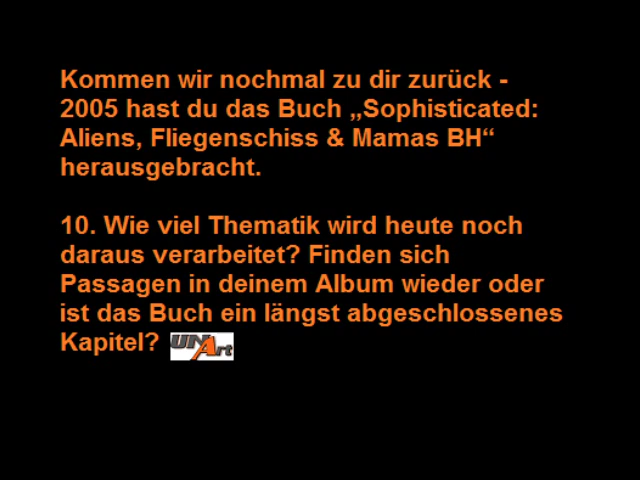 Kommen wir nochmal zu dir zurück -
2005 hast du das Buch „Sophisticated:
Aliens, Fliegenschiss & Mamas BH“
herausgebracht.
10. Wie viel Thematik wird heute noch
daraus verarbeitet? Finden sich
Passagen in deinem Album wieder oder
ist das Buch ein längst abgeschlossenes
Kapitel? UNArt